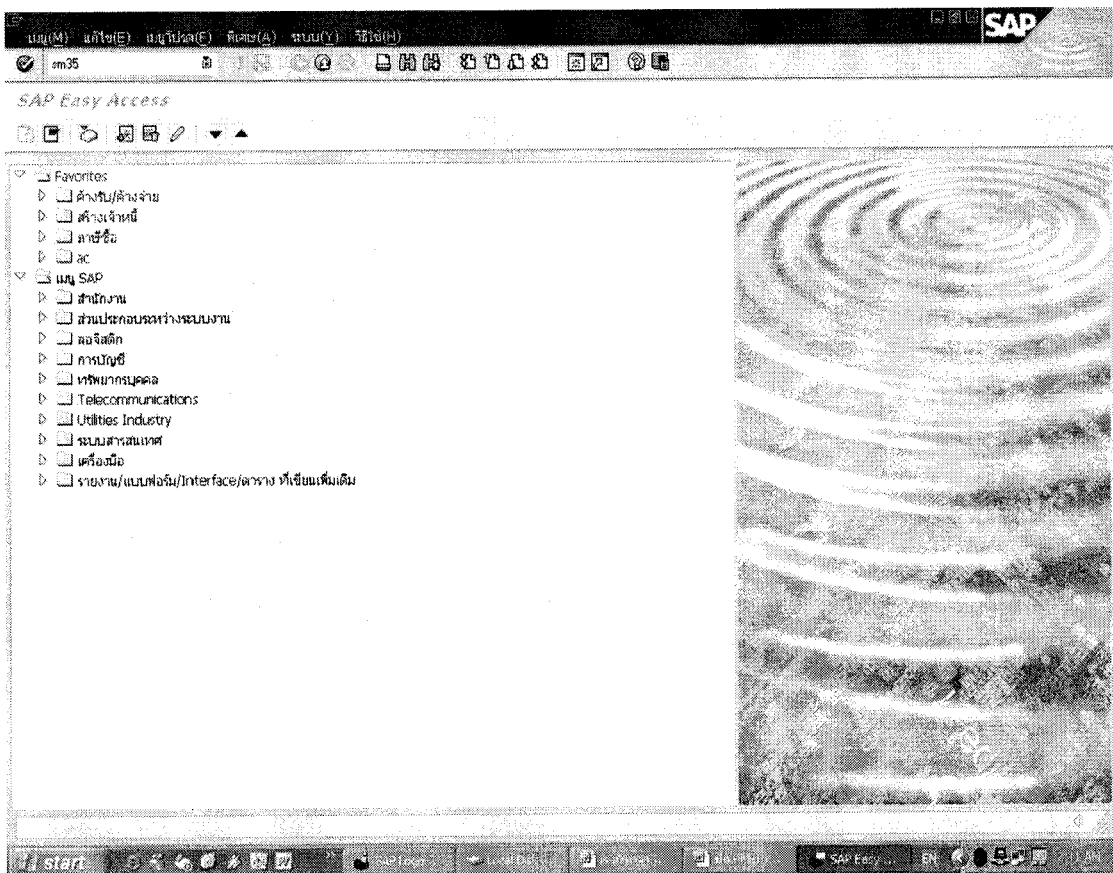 เมนู(M) แก้ไข(E) เมนูโปรด(F) พิเศษ(A) ระบบ(Y) วิธีใช้(H)
SAP
sm35
SAP Easy Access
Favorites
ค้างรับ/ค้างจ่าย
สร้างเจ้าหนี้
ภาษีซื้อ
ac
เมนู SAP
สำนักงาน
ส่วนประกอบระหว่างระบบงาน
ลอจิสติก
การบัญชี
ทรัพยากรบุคคล
Telecommunications
Utilities Industry
ระบบสารสนเทศ
เครื่องมือ
รายงาน/แบบฟอร์ม/Interface/ตาราง ที่เขียนเพิ่มเติม
start SAP Logon ... Local Disk ... SAP Easy ... EN AM